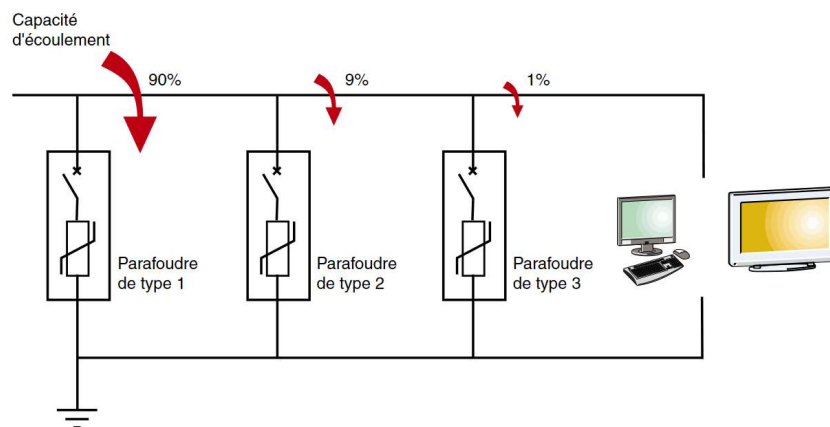 Capacité
d'écoulement
90%
9%
1%
Parafoudre
de type 1
Parafoudre
de type 2
Parafoudre
de type 3